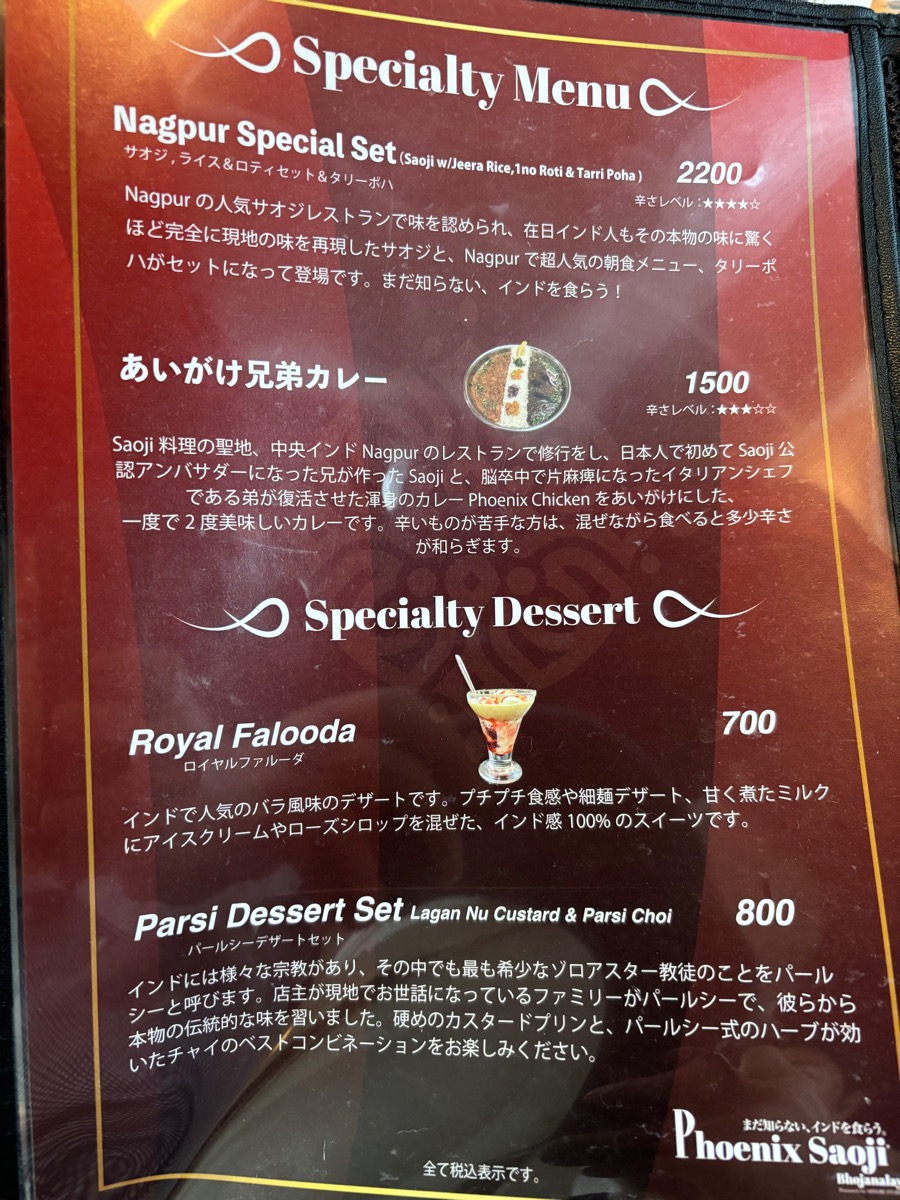 Specialty Menu
Nagpur Special Set (Saoji w/Jeera Rice,1no Roti & Tarri Poha ) 2200
サオジ , ライス＆ロティセット＆タリーポハ
辛さレベル：★★★★☆
Nagpur の人気サオジレストランで味を認められ、在日インド人もその本物の味に驚く
ほど完全に現地の味を再現したサオジと、Nagpur で超人気の朝食メニュー、タリーポ
ハがセットになって登場です。まだ知らない、インドを食らう！
あいがけ兄弟カレー 1500
辛さレベル：★★★☆☆
Saoji 料理の聖地、中央インド Nagpur のレストランで修行をし、日本人で初めて Saoji 公
認アンバサダーになった兄が作った Saoji と、脳卒中で片麻痺になったイタリアンシェフ
である弟が復活させた渾身のカレー Phoenix Chicken をあいがけにした、
一度で 2 度美味しいカレーです。辛いものが苦手な方は、混ぜながら食べると多少辛さ
が和らぎます。
Specialty Dessert
Royal Falooda 700
ロイヤルファルーダ
インドで人気のバラ風味のデザートです。プチプチ食感や細麺デザート、甘く煮たミルク
にアイスクリームやローズシロップを混ぜた、インド感 100% のスイーツです。
Parsi Dessert Set Lagan Nu Custard & Parsi Choi 800
パールシーデザートセット
インドには様々な宗教があり、その中でも最も希少なゾロアスター教徒のことをパール
シーと呼びます。店主が現地でお世話になっているファミリーがパールシーで、彼らから
本物の伝統的な味を習いました。硬めのカスタードプリンと、パールシー式のハーブが効
いたチャイのベストコンビネーションをお楽しみください。
まだ知らない、インドを食らう。
Phoenix Saoji
Bhojanalay
全て税込表示です。